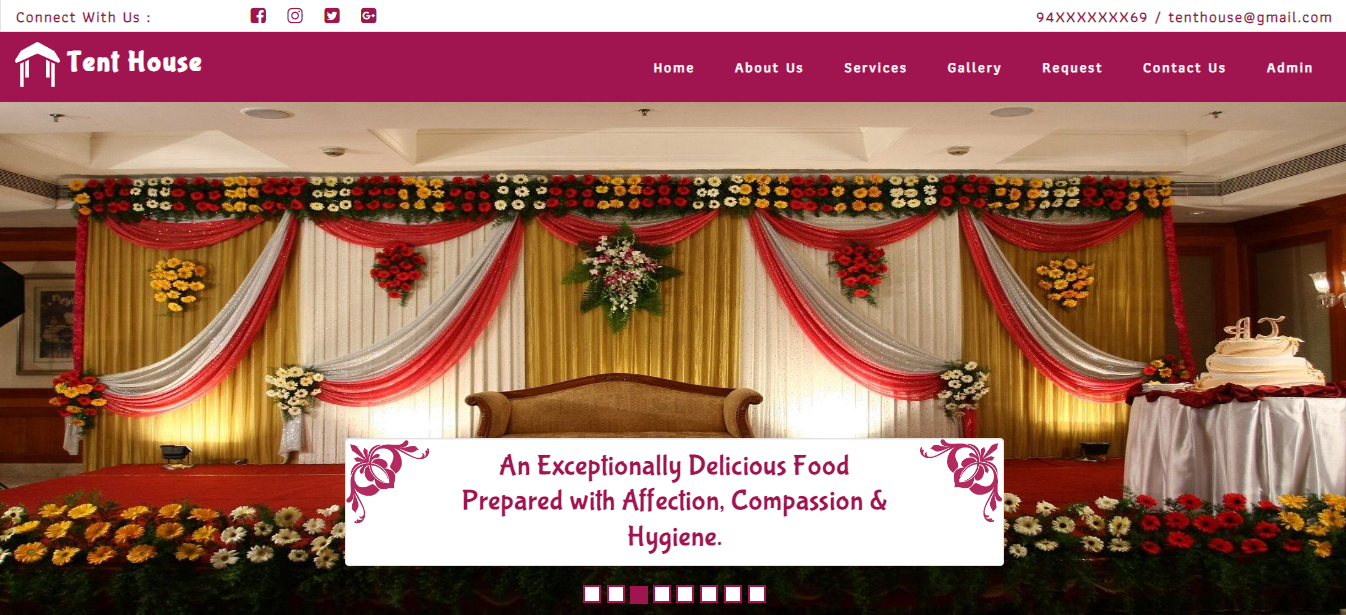 Connect With Us :
94XXXXXXX69 / tenthouse@gmail.com
Tent House
Home About Us Services Gallery Request Contact Us Admin
An Exceptionally Delicious Food
Prepared with Affection, Compassion &
Hygiene.